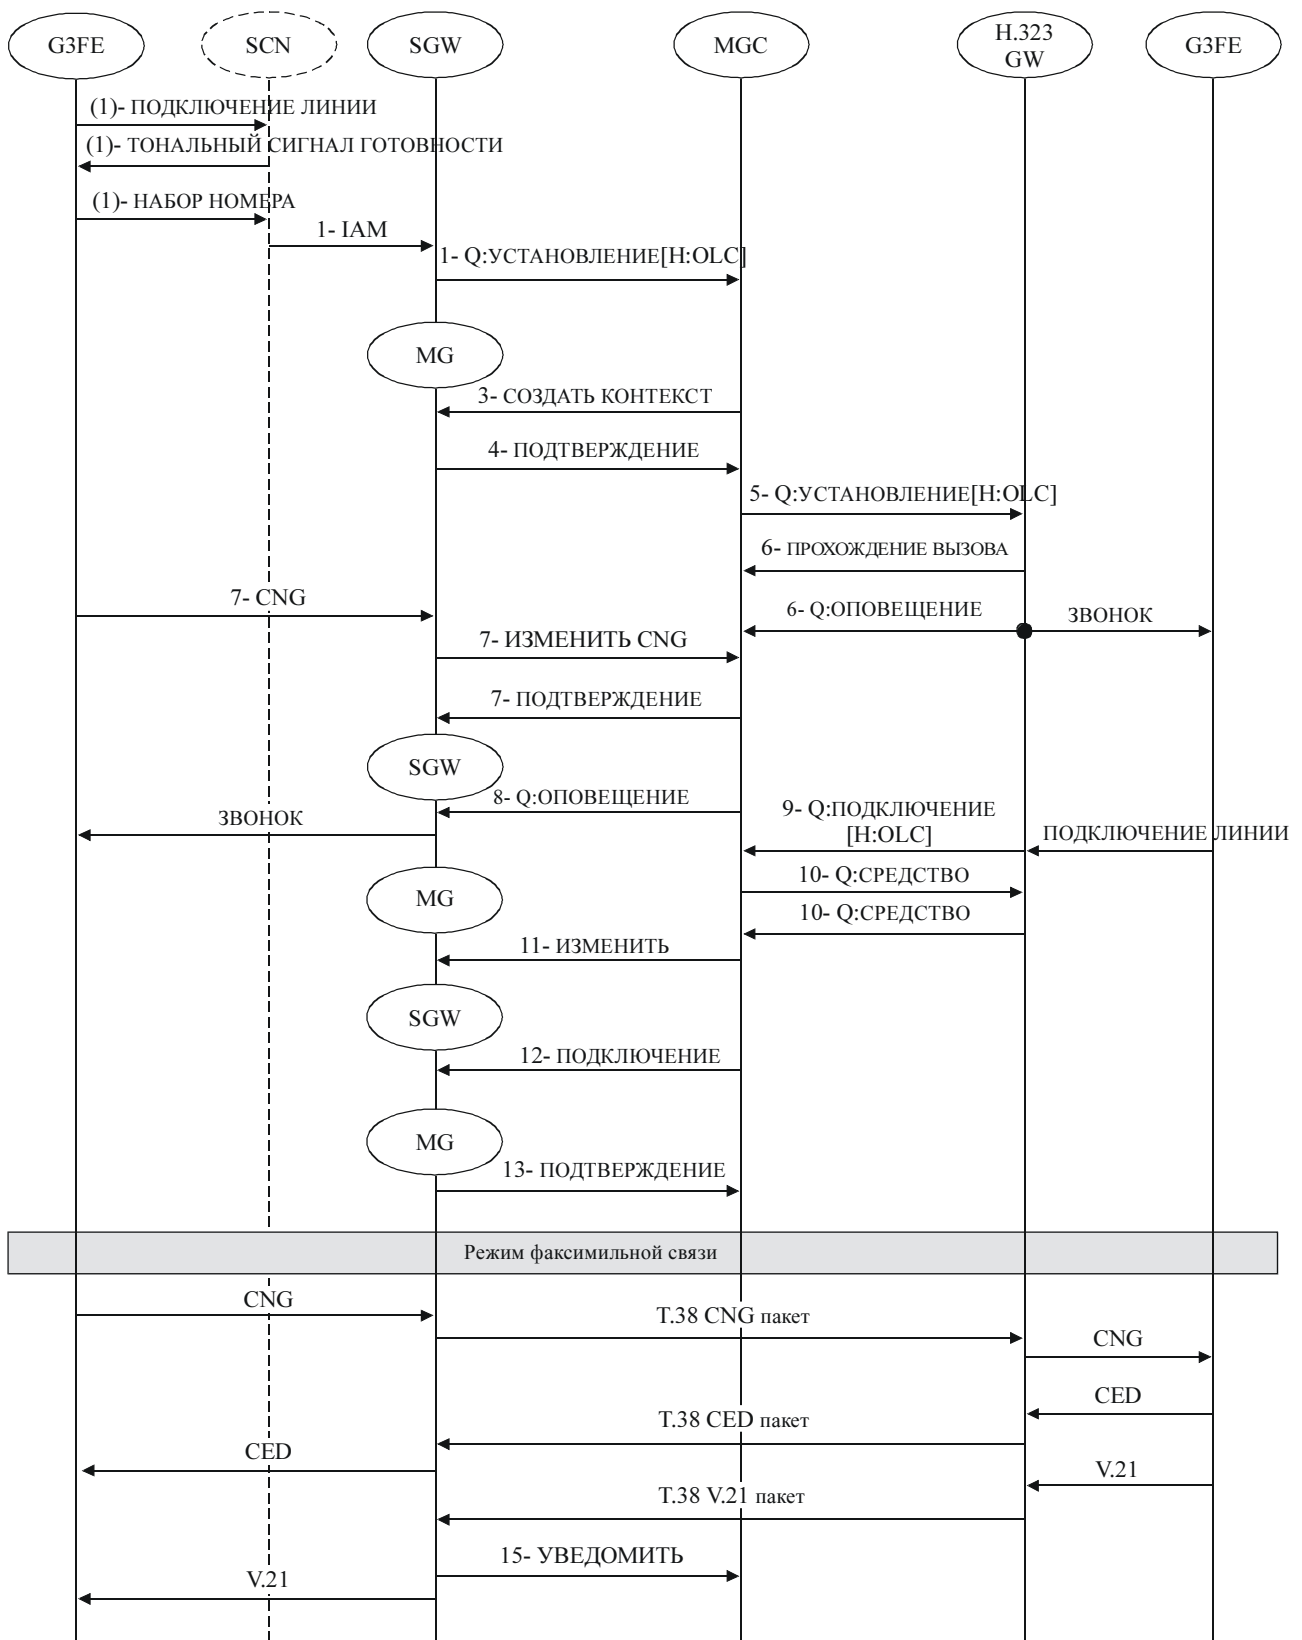 G3FE
SCN
SGW
MGC
H.323
GW
G3FE
(1)- ПОДКЛЮЧЕНИЕ ЛИНИИ
(1)- ТОНАЛЬНЫЙ СИГНАЛ ГОТОВНОСТИ
(1)- НАБОР НОМЕРА
1- IAM
1- Q:УСТАНОВЛЕНИЕ[H:OLC]
MG
3- СОЗДАТЬ КОНТЕКСТ
4- ПОДТВЕРЖДЕНИЕ
5- Q:УСТАНОВЛЕНИЕ[H:OLC]
6- ПРОХОЖДЕНИЕ ВЫЗОВА
7- CNG
6- Q:ОПОВЕЩЕНИЕ
ЗВОНОК
7- ИЗМЕНИТЬ CNG
7- ПОДТВЕРЖДЕНИЕ
SGW
8- Q:ОПОВЕЩЕНИЕ
ЗВОНОК
9- Q:ПОДКЛЮЧЕНИЕ
[H:OLC]
ПОДКЛЮЧЕНИЕ ЛИНИИ
MG
10- Q:СРЕДСТВО
10- Q:СРЕДСТВО
11- ИЗМЕНИТЬ
SGW
12- ПОДКЛЮЧЕНИЕ
MG
13- ПОДТВЕРЖДЕНИЕ
Режим факсимильной связи
CNG
T.38 CNG пакет
CNG
CED
T.38 CED пакет
CED
V.21
T.38 V.21 пакет
15- УВЕДОМИТЬ
V.21